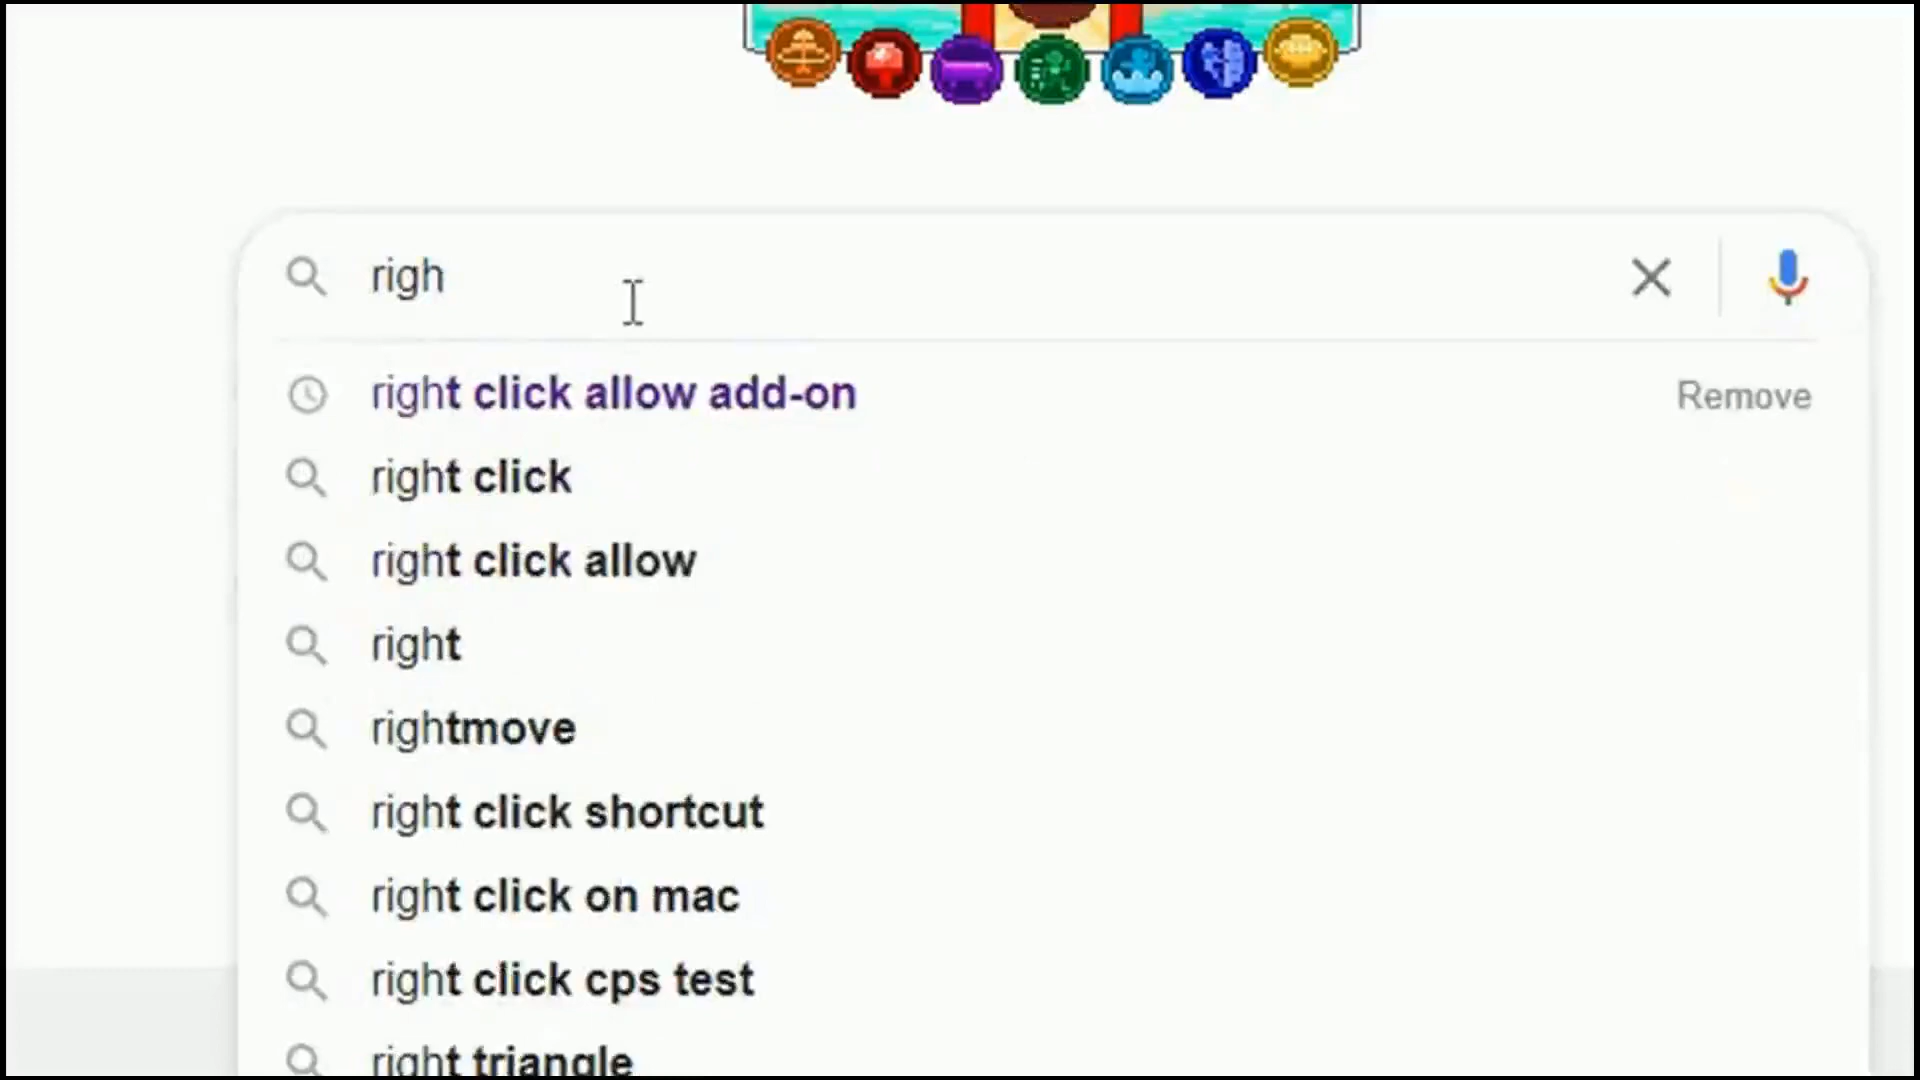 righ
right click allow add-on
Remove
right click
right click allow
right
rightmove
right click shortcut
right click on mac
right click cps test
right triangle